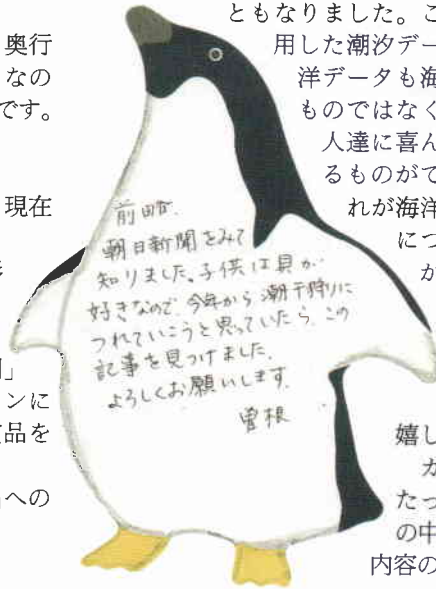 奥行
なの
です。
現在
」
ンに
品を
への
前略.
朝日新聞をみて
知りました。子供は貝が
好きなので、今年から潮干狩りに
つれていこうと思っていたら、この
記事を見つけました.
よろしくお願いします.
曽根
ともなりました。こ
用した潮汐デー
洋データも海
ものではなく
人達に喜ん
るものがで
れが海洋
につ
が
嬉し
が
たっ
の中
内容の